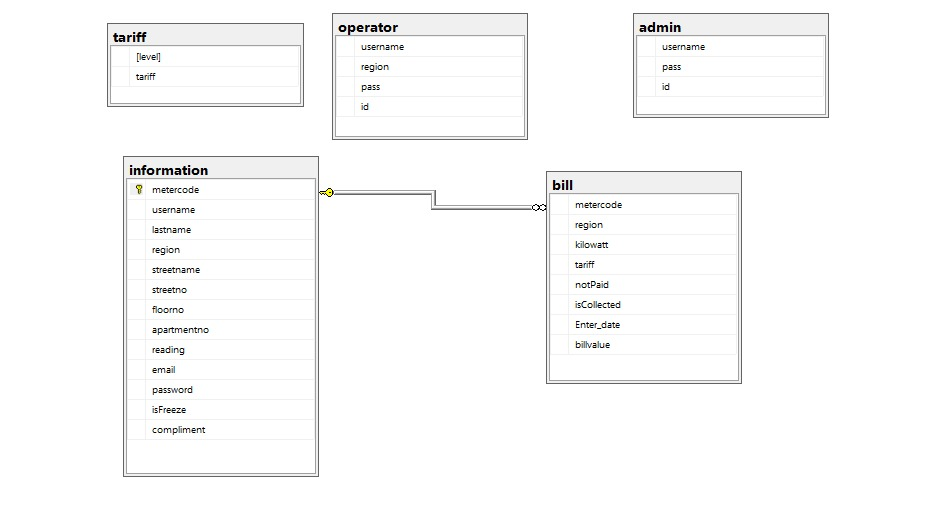 tariff
[level]
tariff
operator
username
region
pass
id
admin
username
pass
id
information
metercode
username
lastname
region
streetname
streetno
floorno
apartmentno
reading
email
password
isFreeze
compliment
bill
metercode
region
kilowatt
tariff
notPaid
isCollected
Enter_date
billvalue